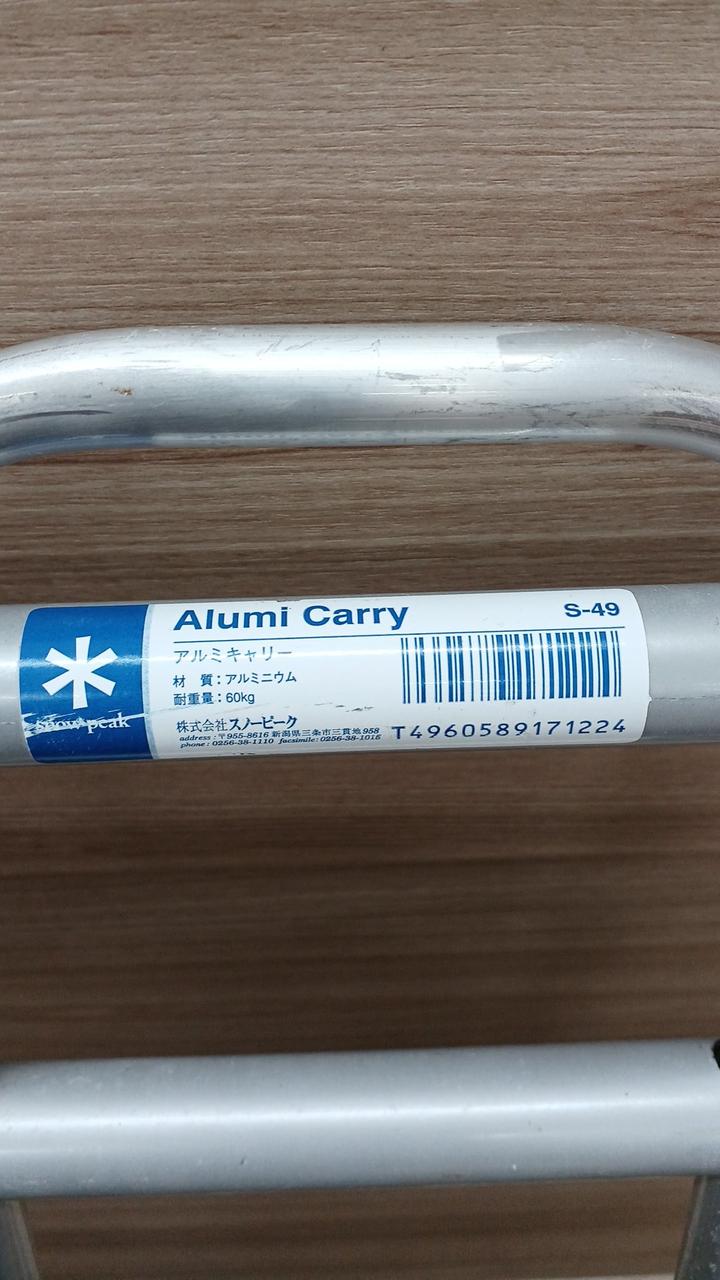 Alumi Carry S-49
アルミキャリー
材 質：アルミニウム
耐重量：60kg
株式会社スノーピーク
address : 〒955-8616 新潟県三条市三貫地958
phone : 0256-38-1110 facsimile: 0256-38-1016
T4960589171224
snow peak